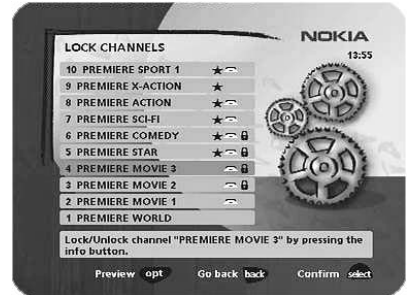 NOKIA
LOCK CHANNELS
13:55
10 PREMIERE SPORT 1
9 PREMIERE X-ACTION
8 PREMIERE ACTION
7 PREMIERE SCI-FI
6 PREMIERE COMEDY
5 PREMIERE STAR
4 PREMIERE MOVIE 3
3 PREMIERE MOVIE 2
2 PREMIERE MOVIE 1
1 PREMIERE WORLD
Lock/Unlock channel "PREMIERE MOVIE 3" by pressing the
info button.
Preview opt Go back back Confirm select